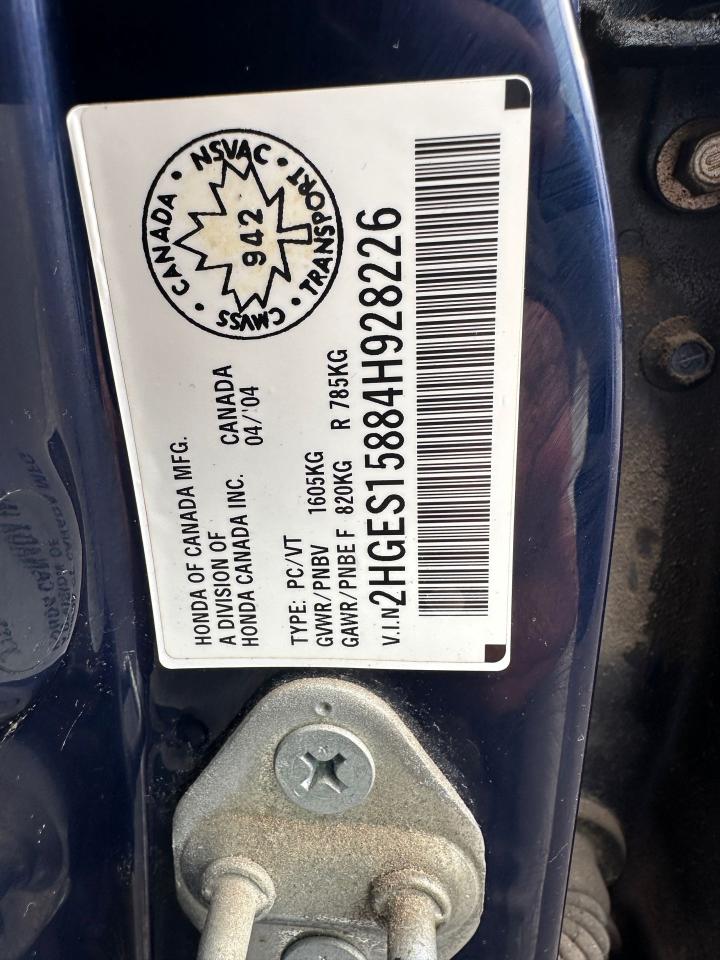 CANADA • NSVAC • TRANSPORT • CMVSS •
942
HONDA OF CANADA MFG.
A DIVISION OF
HONDA CANADA INC. CANADA
04/'04
TYPE: PC/VT
GVWR/PNBV 1605KG
GAWR/PNBE F 820KG R 785KG
V.I.N. 2HGES15884H928226